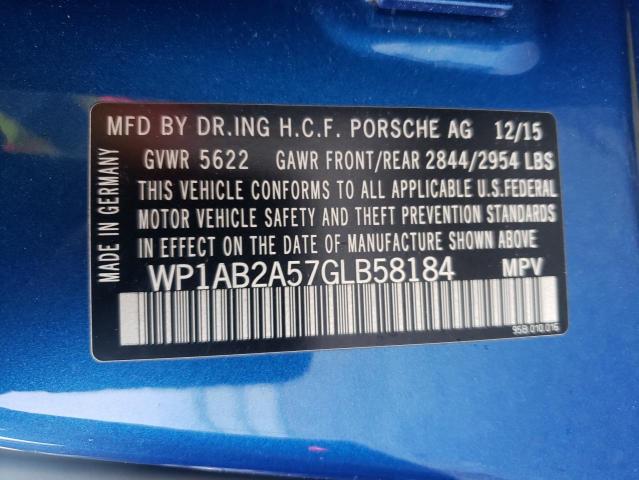 MFD BY DR.ING H.C.F. PORSCHE AG 12/15
GVWR 5622 GAWR FRONT/REAR 2844/2954 LBS
THIS VEHICLE CONFORMS TO ALL APPLICABLE U.S.FEDERAL
MOTOR VEHICLE SAFETY AND THEFT PREVENTION STANDARDS
IN EFFECT ON THE DATE OF MANUFACTURE SHOWN ABOVE
WP1AB2A57GLB58184 MPV
95B.010.016
MADE IN GERMANY